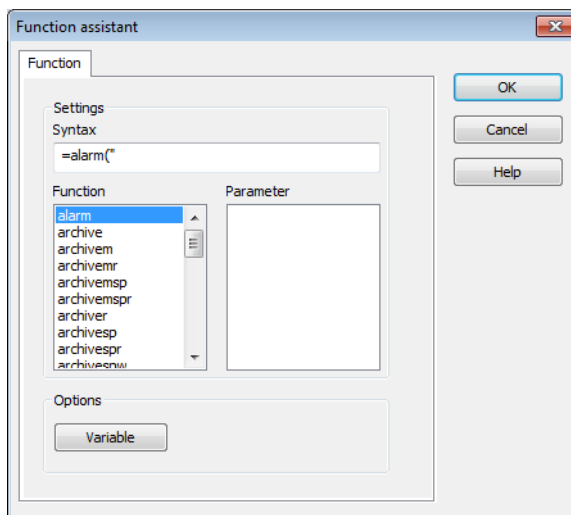 Function assistant
Function
OK
Cancel
Help
Settings
Syntax
=alarm("
Function
Parameter
alarm
archive
archivem
archivemr
archivemsp
archivemspr
archiver
archivesp
archivespr
archivespw
Options
Variable